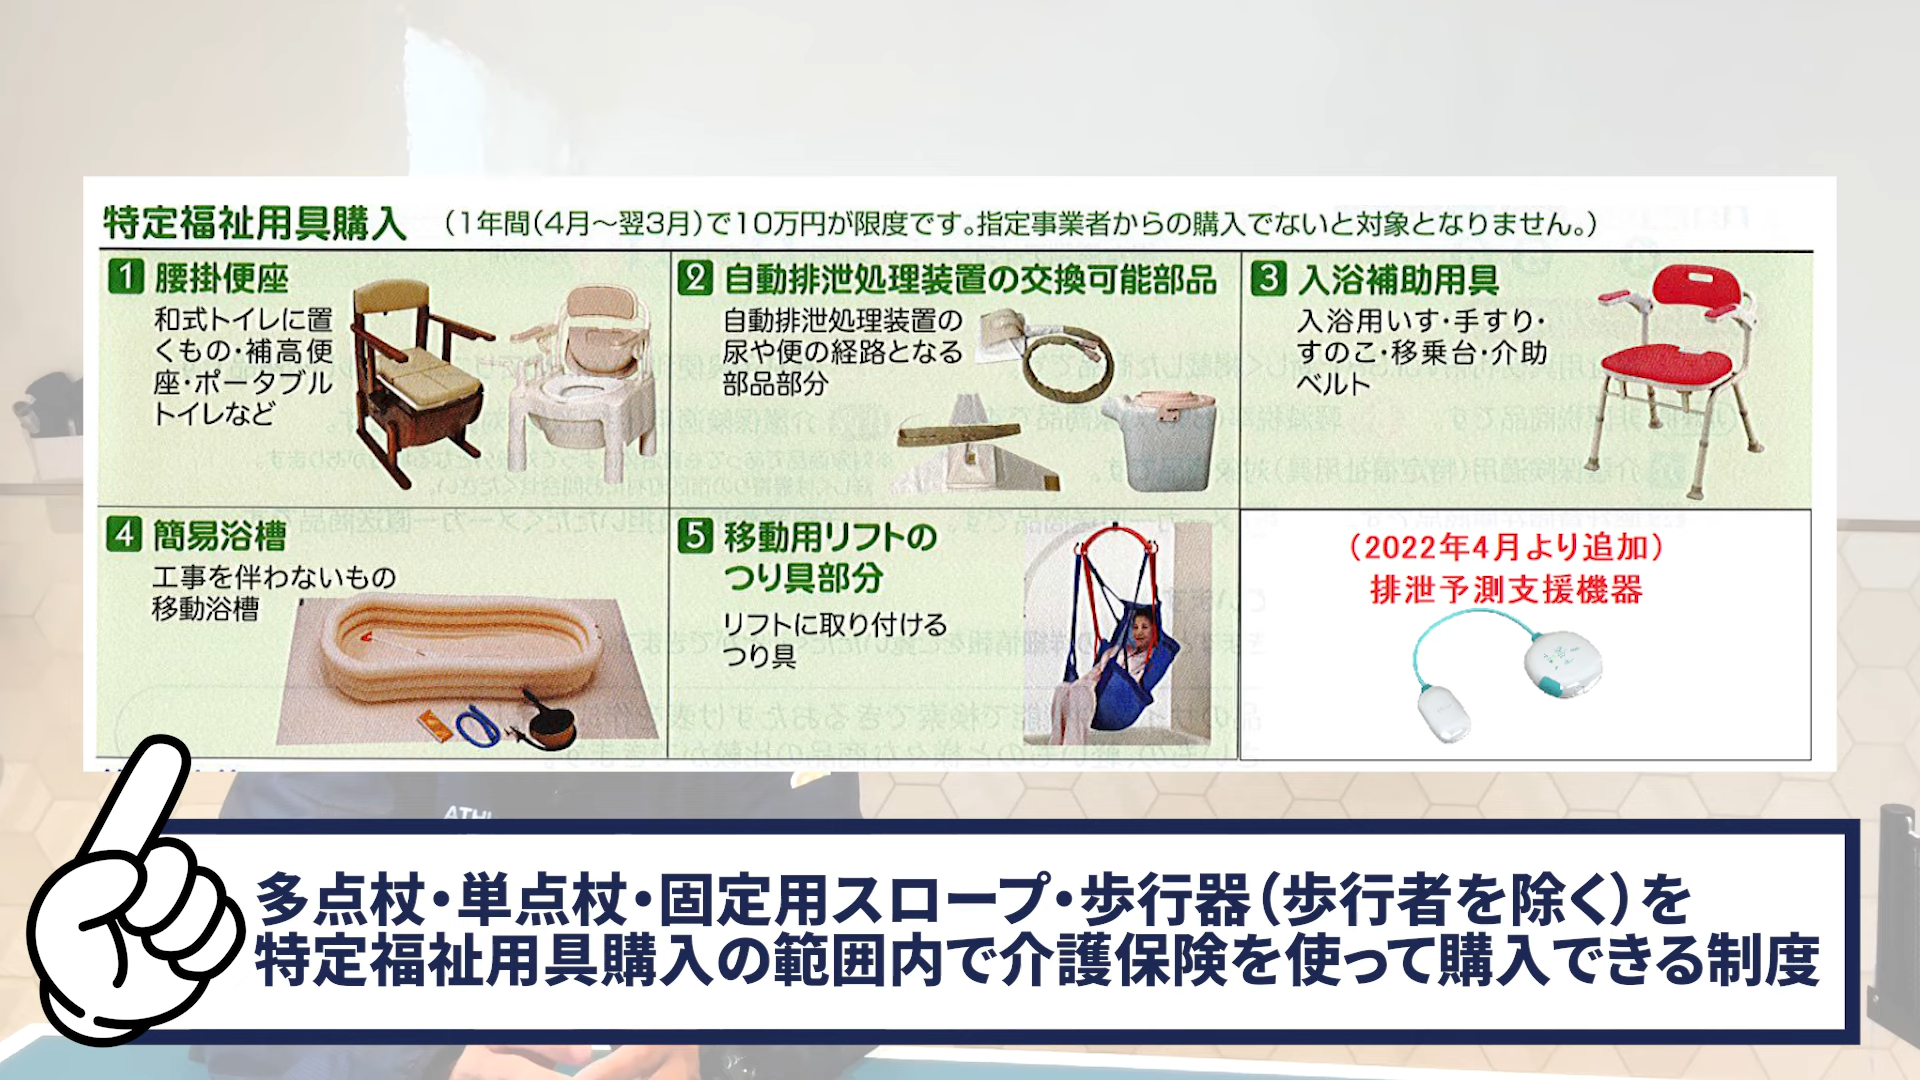 特定福祉用具購入 （1年間（4月〜翌3月）で10万円が限度です。指定事業者からの購入でないと対象となりません。）
1 腰掛便座
和式トイレに置
くもの・補高便
座・ポータブル
トイレなど
2 自動排泄処理装置の交換可能部品
自動排泄処理装置の
尿や便の経路となる
部品部分
3 入浴補助用具
入浴用いす・手すり・
すのこ・移乗台・介助
ベルト
4 簡易浴槽
工事を伴わないもの
移動浴槽
5 移動用リフトの
つり具部分
リフトに取り付ける
つり具
（2022年4月より追加）
排泄予測支援機器
多点杖・単点杖・固定用スロープ・歩行器（歩行者を除く）を
特定福祉用具購入の範囲内で介護保険を使って購入できる制度